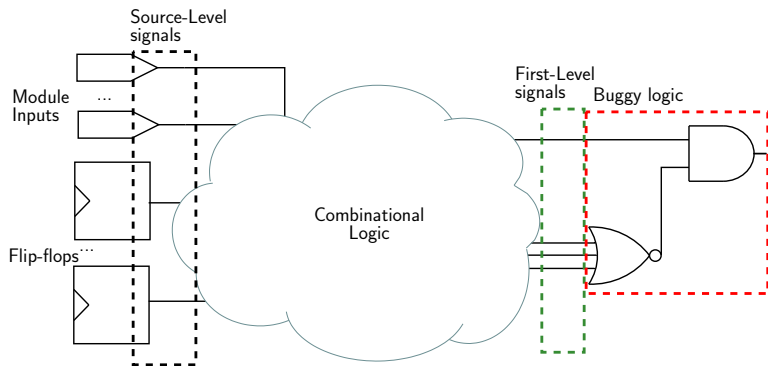 Source-Level
signals
...
Module
Inputs
...
Flip-flops
Combinational
Logic
First-Level
signals
Buggy logic